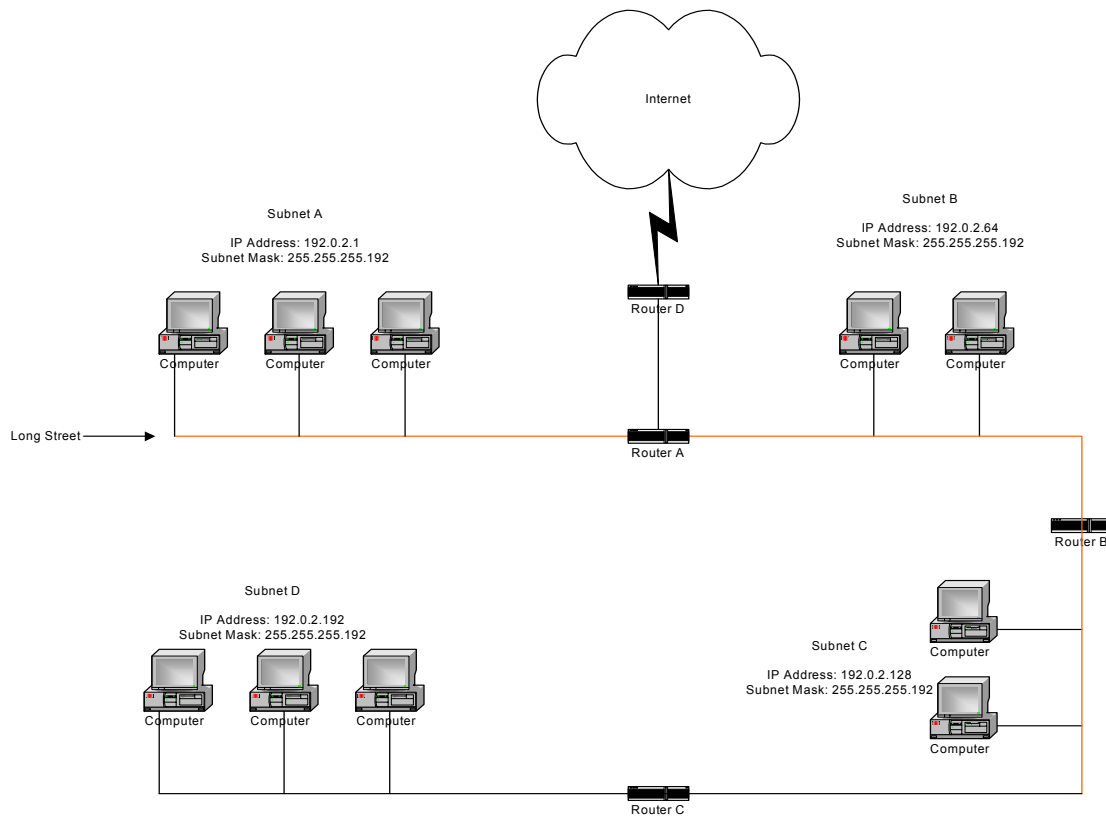 Internet
Subnet A
IP Address: 192.0.2.1
Subnet Mask: 255.255.255.192
Subnet B
IP Address: 192.0.2.64
Subnet Mask: 255.255.255.192
Router D
Computer
Computer
Computer
Computer
Computer
Long Street
Router A
Router B
Subnet D
IP Address: 192.0.2.192
Subnet Mask: 255.255.255.192
Subnet C
IP Address: 192.0.2.128
Subnet Mask: 255.255.255.192
Computer
Computer
Computer
Computer
Computer
Router C